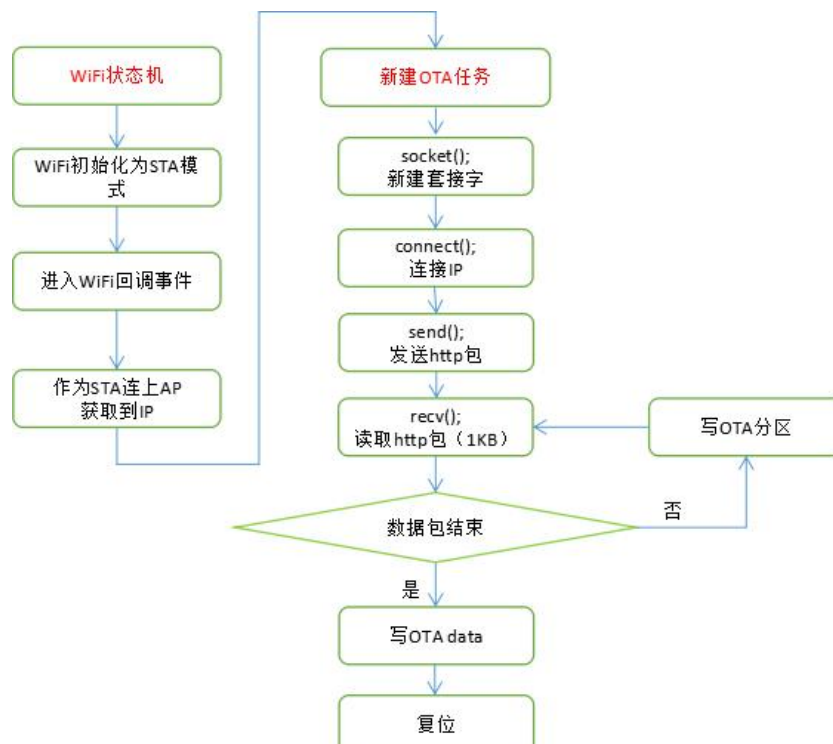 WiFi状态机
WiFi初始化为STA模
式
进入WiFi回调事件
作为STA连上AP
获取到IP
新建OTA任务
socket();
新建套接字
connect();
连接IP
send();
发送http包
recv();
读取http包（1KB）
写OTA分区
数据包结束
否
是
写OTA data
复位